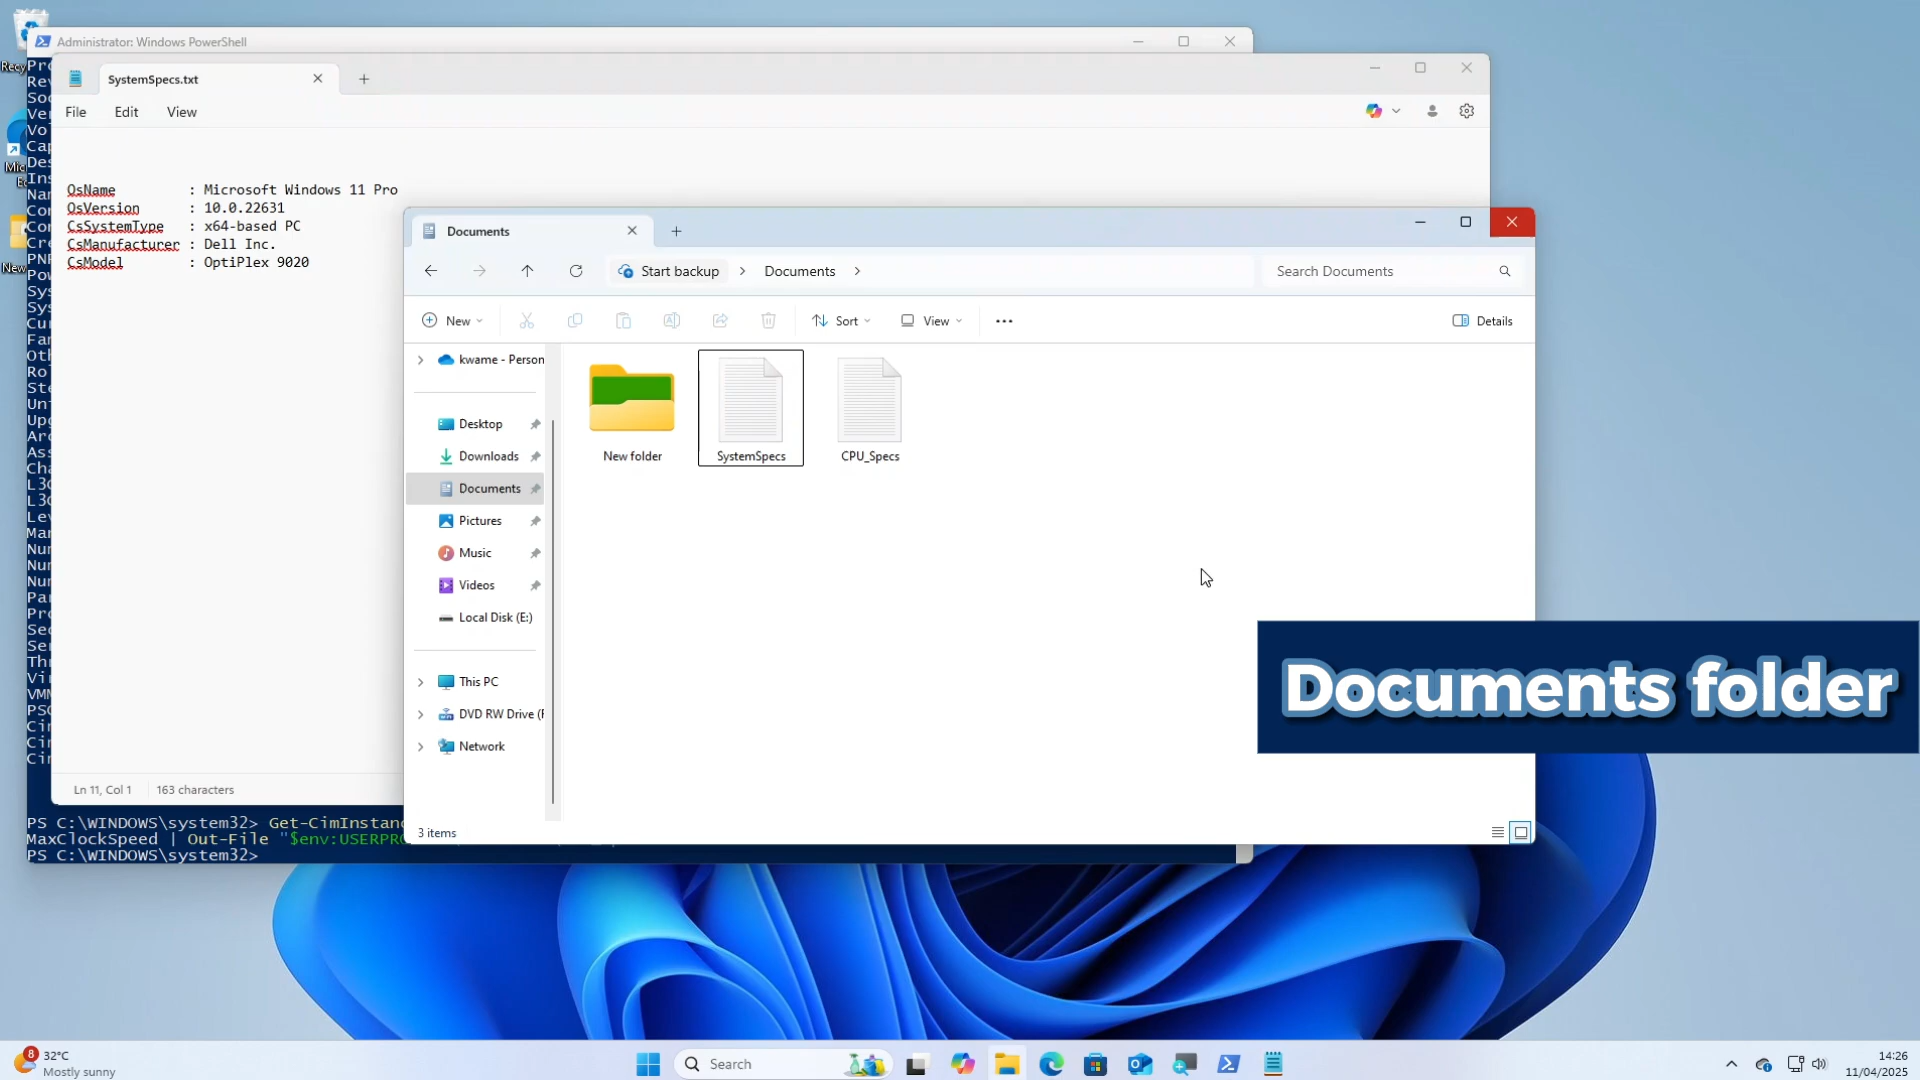 Administrator: Windows PowerShell
SystemSpecs.txt
File Edit View
OsName : Microsoft Windows 11 Pro
OsVersion : 10.0.22631
CsSystemType : x64-based PC
CsManufacturer : Dell Inc.
CsModel : OptiPlex 9020
Ln 11, Col 1 163 characters
Documents
Start backup > Documents >
Search Documents
New
Sort
View
Details
kwame - Person
Desktop
Downloads
Documents
Pictures
Music
Videos
Local Disk (E:)
This PC
DVD RW Drive (
Network
New folder
SystemSpecs
CPU_Specs
3 items
Documents folder
PS C:\WINDOWS\system32> Get-CimInstanc
MaxClockSpeed | Out-File "$env:USERPRO
PS C:\WINDOWS\system32>
8
32°C
Mostly sunny
Search
14:26
11/04/2025